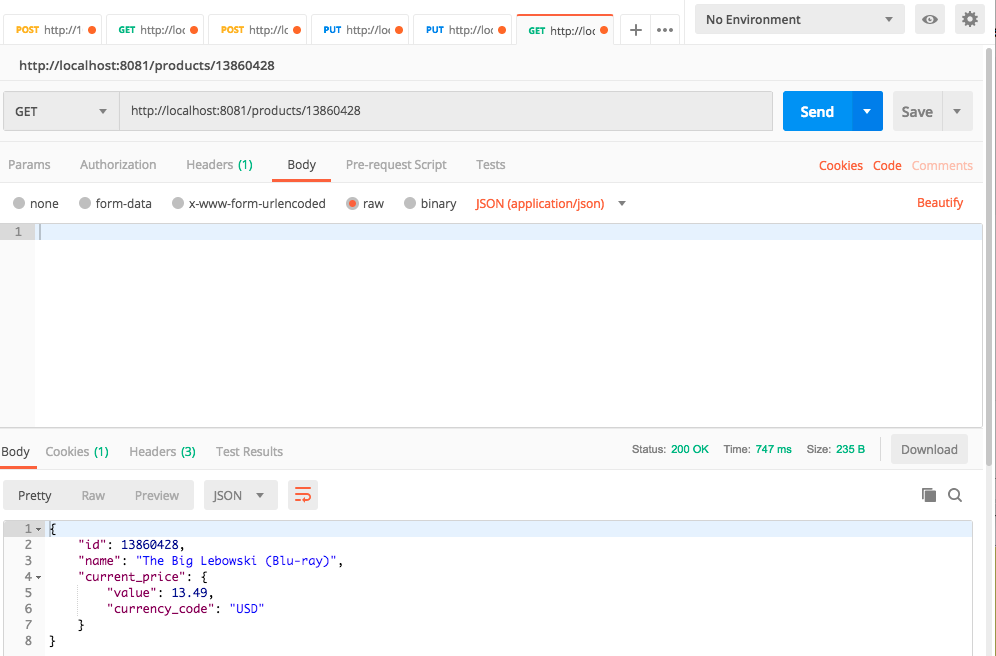 POST http://1 GET http://loc POST http://lc PUT http://loc PUT http://loc GET http://loc + ••• No Environment
http://localhost:8081/products/13860428
GET http://localhost:8081/products/13860428 Send Save
Params Authorization Headers (1) Body Pre-request Script Tests Cookies Code Comments
none form-data x-www-form-urlencoded raw binary JSON (application/json) Beautify
1
Body Cookies (1) Headers (3) Test Results Status: 200 OK Time: 747 ms Size: 235 B Download
Pretty Raw Preview JSON
1 {
2 "id": 13860428,
3 "name": "The Big Lebowski (Blu-ray)",
4 "current_price": {
5 "value": 13.49,
6 "currency_code": "USD"
7 }
8 }